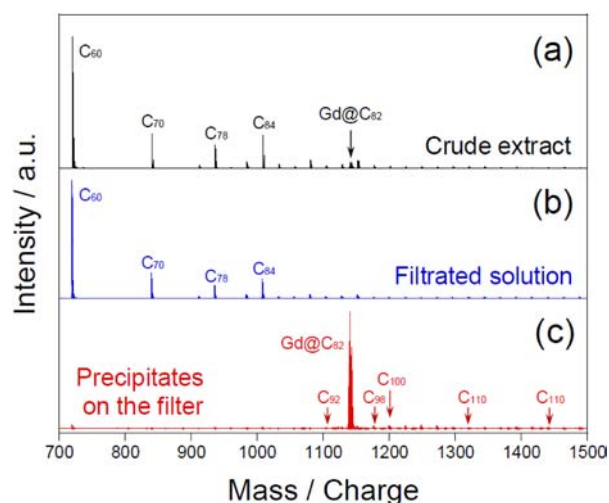 (a)
C60
C70
C78
C84
Gd@C82
Crude extract
(b)
C60
C70
C78
C84
Filtrated solution
(c)
Gd@C82
Precipitates
on the filter
C92
C98
C100
C110
C110
Intensity / a.u.
700 800 900 1000 1100 1200 1300 1400 1500
Mass / Charge